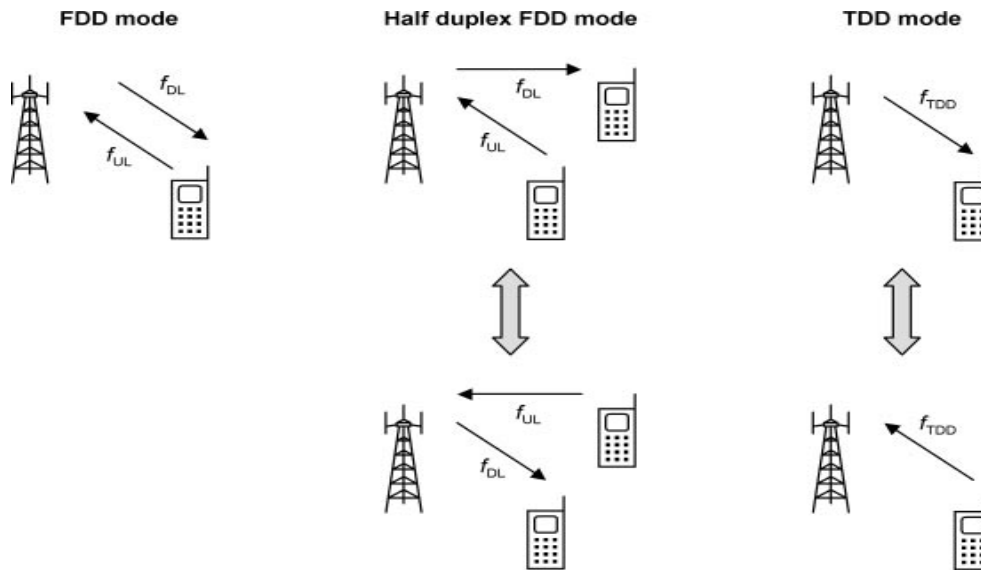 FDD mode
Half duplex FDD mode
TDD mode
fDL
fUL
fDL
fUL
fTDD
fUL
fDL
fTDD